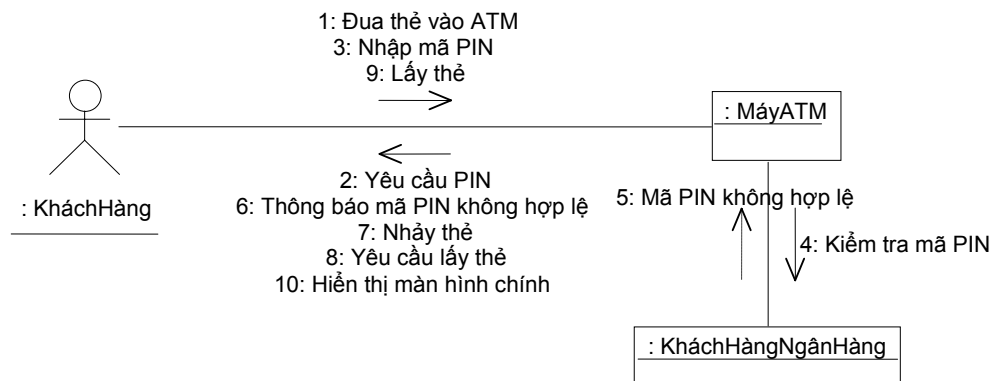 1: Đua thẻ vào ATM
3: Nhập mã PIN
9: Lấy thẻ
: MáyATM
2: Yêu cầu PIN
6: Thông báo mã PIN không hợp lệ
7: Nhảy thẻ
8: Yêu cầu lấy thẻ
10: Hiển thị màn hình chính
: KháchHàng
5: Mã PIN không hợp lệ
4: Kiểm tra mã PIN
: KháchHàngNgânHàng